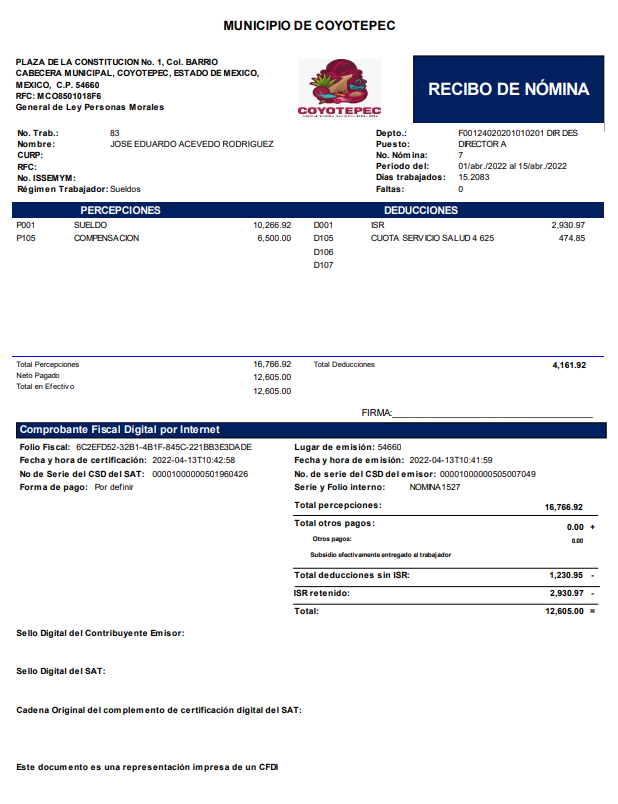 MUNICIPIO DE COYOTEPEC
PLAZA DE LA CONSTITUCION No. 1, Col. BARRIO
CABECERA MUNICIPAL, COYOTEPEC, ESTADO DE MEXICO,
MEXICO, C.P. 54660
RFC: MCO8501018F6
General de Ley Personas Morales
COYOTEPEC
RECIBO DE NÓMINA
No. Trab.: 83
Nombre: JOSE EDUARDO ACEVEDO RODRIGUEZ
CURP:
RFC:
No. ISSEMYM:
Régimen Trabajador: Sueldos
Depto.: F00124020201010201 DIR DES
Puesto: DIRECTOR A
No. Nómina: 7
Periodo del: 01/abr./2022 al 15/abr./2022
Días trabajados: 15.2083
Faltas: 0
PERCEPCIONES DEDUCCIONES
P001 SUELDO 10,266.92 D001 ISR 2,930.97
P105 COMPENSACION 6,500.00 D105 CUOTA SERVICIO SALUD 4 625 474.85
D106
D107
Total Percepciones 16,766.92 Total Deducciones 4,161.92
Neto Pagado 12,605.00
Total en Efectivo 12,605.00
FIRMA:
Comprobante Fiscal Digital por Internet
Folio Fiscal: 6C2EFD52-32B1-4B1F-845C-221BB3E3DADE
Fecha y hora de certificación: 2022-04-13T10:42:58
No de Serie del CSD del SAT: 00001000000501960426
Forma de pago: Por definir
Lugar de emisión: 54660
Fecha y hora de emisión: 2022-04-13T10:41:59
No. de serie del CSD del emisor: 00001000000505007049
Serie y Folio interno: NOMINA1527
Total percepciones: 16,766.92
Total otros pagos: 0.00 +
Otros pagos: 0.00
Subsidio efectivamente entregado al trabajador
Total deducciones sin ISR: 1,230.95 -
ISR retenido: 2,930.97 -
Total: 12,605.00 =
Sello Digital del Contribuyente Emisor:
Sello Digital del SAT:
Cadena Original del complemento de certificación digital del SAT:
Este documento es una representación impresa de un CFDI